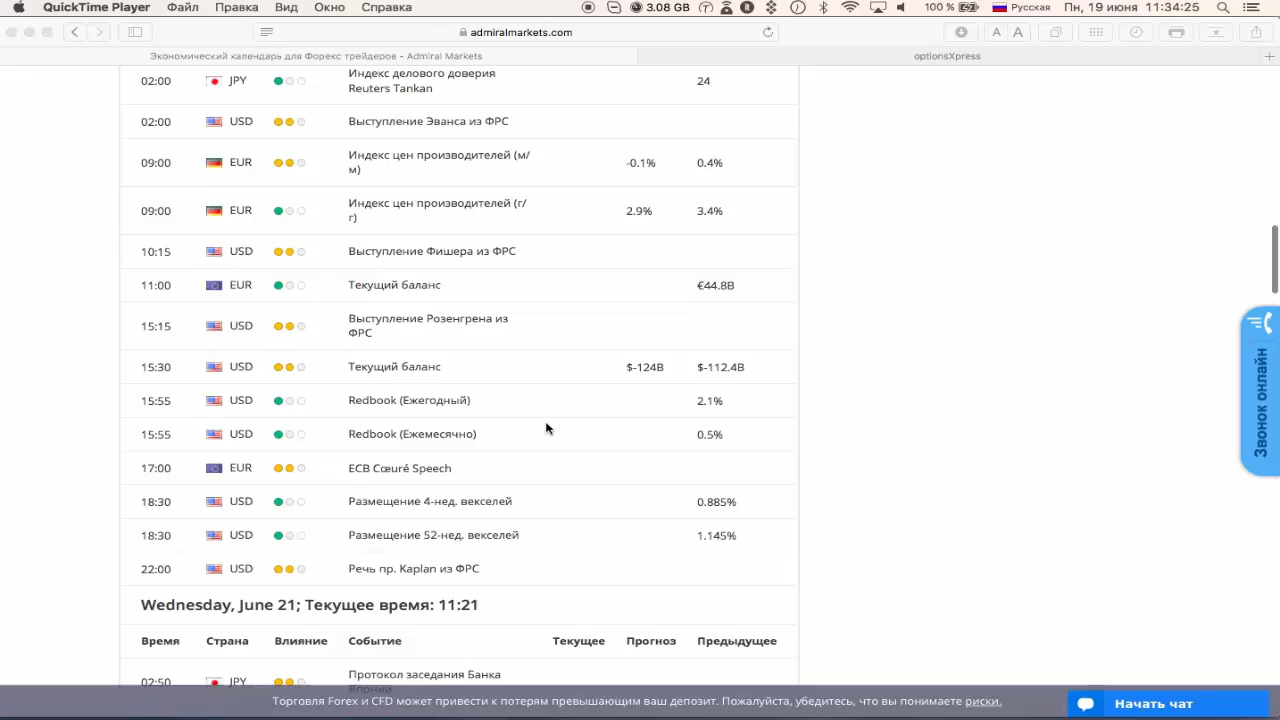 QuickTime Player Файл Правка Вид Окно Справка 3.08 GB 100 % Русская Пн, 19 июня 11:34:25
admiralmarkets.com
Экономический календарь для Форекс трейдеров – Admiral Markets optionsXpress
02:00 JPY Индекс делового доверия
Reuters Tankan 24
02:00 USD Выступление Эванса из ФРС
09:00 EUR Индекс цен производителей (м/
м) -0.1% 0.4%
09:00 EUR Индекс цен производителей (г/
г) 2.9% 3.4%
10:15 USD Выступление Фишера из ФРС
11:00 EUR Текущий баланс €44.8B
15:15 USD Выступление Розенгрена из
ФРС
15:30 USD Текущий баланс $-124B $-112.4B
15:55 USD Redbook (Ежегодный) 2.1%
15:55 USD Redbook (Ежемесячно) 0.5%
17:00 EUR ECB Cœuré Speech
18:30 USD Размещение 4-нед. векселей 0.885%
18:30 USD Размещение 52-нед. векселей 1.145%
22:00 USD Речь пр. Kaplan из ФРС
Wednesday, June 21; Текущее время: 11:21
Время Страна Влияние Событие Текущее Прогноз Предыдущее
02:50 JPY Протокол заседания Банка
Японии
Звонок онлайн
Торговля Forex и CFD может привести к потерям превышающим ваш депозит. Пожалуйста, убедитесь, что вы понимаете риски.
Начать чат